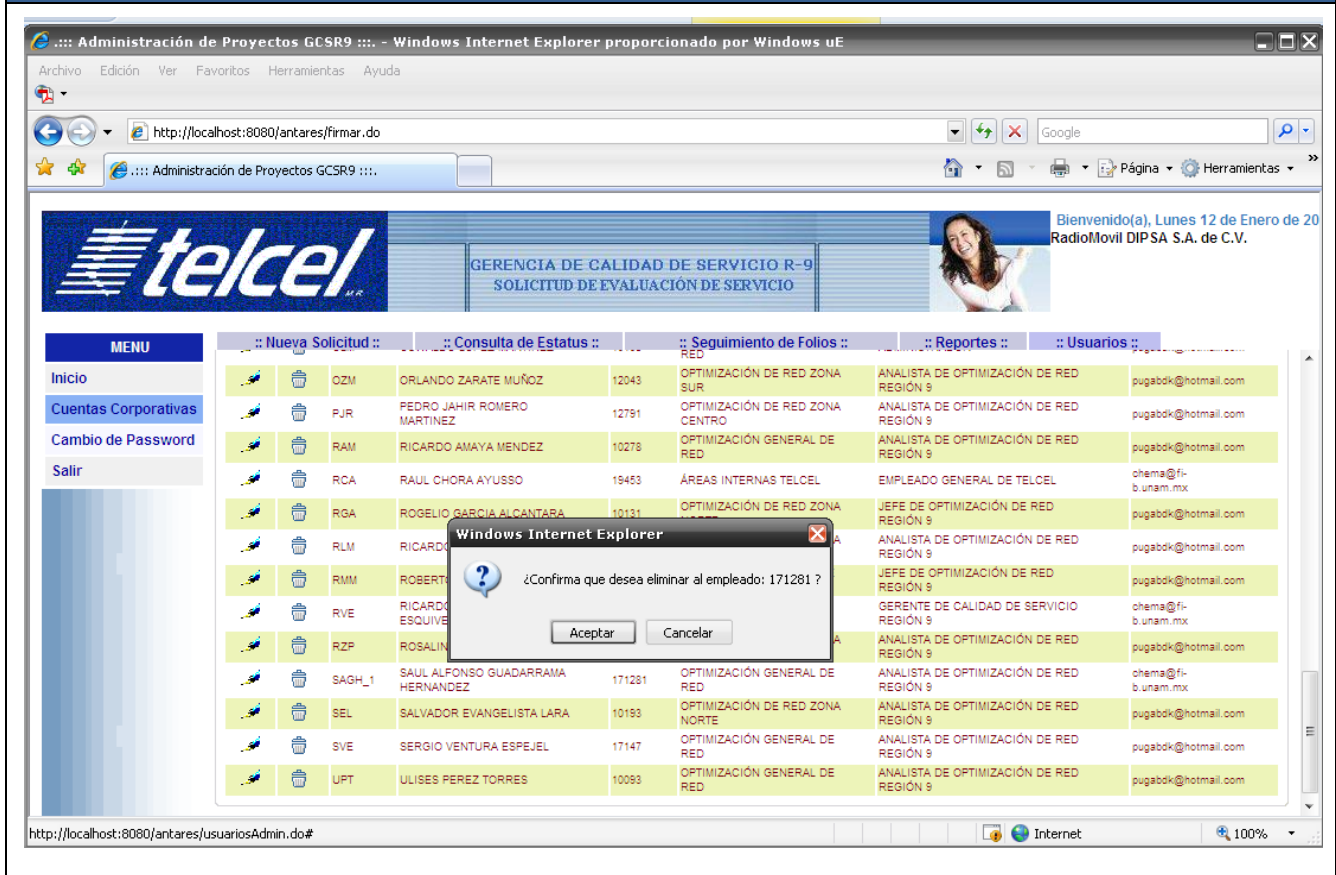 .::: Administración de Proyectos GCSR9 :::. - Windows Internet Explorer proporcionado por Windows uE
Archivo Edición Ver Favoritos Herramientas Ayuda
http://localhost:8080/antares/firmar.do
Google
.::: Administración de Proyectos GCSR9 :::.
Página
Herramientas
telcel
M.R.
GERENCIA DE CALIDAD DE SERVICIO R-9
SOLICITUD DE EVALUACIÓN DE SERVICIO
Bienvenido(a), Lunes 12 de Enero de 20
RadioMovil DIPSA S.A. de C.V.
MENU
Inicio
Cuentas Corporativas
Cambio de Password
Salir
:: Nueva Solicitud :: :: Consulta de Estatus :: :: Seguimiento de Folios :: :: Reportes :: :: Usuarios ::
RED
OZM ORLANDO ZARATE MUÑOZ 12043 OPTIMIZACIÓN DE RED ZONA SUR ANALISTA DE OPTIMIZACIÓN DE RED REGIÓN 9 pugabdk@hotmail.com
PJR PEDRO JAHIR ROMERO MARTINEZ 12791 OPTIMIZACIÓN DE RED ZONA CENTRO ANALISTA DE OPTIMIZACIÓN DE RED REGIÓN 9 pugabdk@hotmail.com
RAM RICARDO AMAYA MENDEZ 10278 OPTIMIZACIÓN GENERAL DE RED ANALISTA DE OPTIMIZACIÓN DE RED REGIÓN 9 pugabdk@hotmail.com
RCA RAUL CHORA AYUSSO 19453 ÁREAS INTERNAS TELCEL EMPLEADO GENERAL DE TELCEL chema@fi-b.unam.mx
RGA ROGELIO GARCIA ALCANTARA 10131 OPTIMIZACIÓN DE RED ZONA JEFE DE OPTIMIZACIÓN DE RED REGIÓN 9 pugabdk@hotmail.com
RLM RICARD A ANALISTA DE OPTIMIZACIÓN DE RED REGIÓN 9 pugabdk@hotmail.com
RMM ROBERT JEFE DE OPTIMIZACIÓN DE RED REGIÓN 9 pugabdk@hotmail.com
RVE RICARD ESQUIVE GERENTE DE CALIDAD DE SERVICIO REGIÓN 9 chema@fi-b.unam.mx
RZP ROSALIN A ANALISTA DE OPTIMIZACIÓN DE RED REGIÓN 9 pugabdk@hotmail.com
SAGH_1 SAUL ALFONSO GUADARRAMA HERNANDEZ 171281 OPTIMIZACIÓN GENERAL DE RED ANALISTA DE OPTIMIZACIÓN DE RED REGIÓN 9 chema@fi-b.unam.mx
SEL SALVADOR EVANGELISTA LARA 10193 OPTIMIZACIÓN DE RED ZONA NORTE ANALISTA DE OPTIMIZACIÓN DE RED REGIÓN 9 pugabdk@hotmail.com
SVE SERGIO VENTURA ESPEJEL 17147 OPTIMIZACIÓN GENERAL DE RED ANALISTA DE OPTIMIZACIÓN DE RED REGIÓN 9 pugabdk@hotmail.com
UPT ULISES PEREZ TORRES 10093 OPTIMIZACIÓN GENERAL DE RED ANALISTA DE OPTIMIZACIÓN DE RED REGIÓN 9 pugabdk@hotmail.com
Windows Internet Explorer
¿Confirma que desea eliminar al empleado: 171281 ?
Aceptar Cancelar
http://localhost:8080/antares/usuariosAdmin.do#
Internet
100%